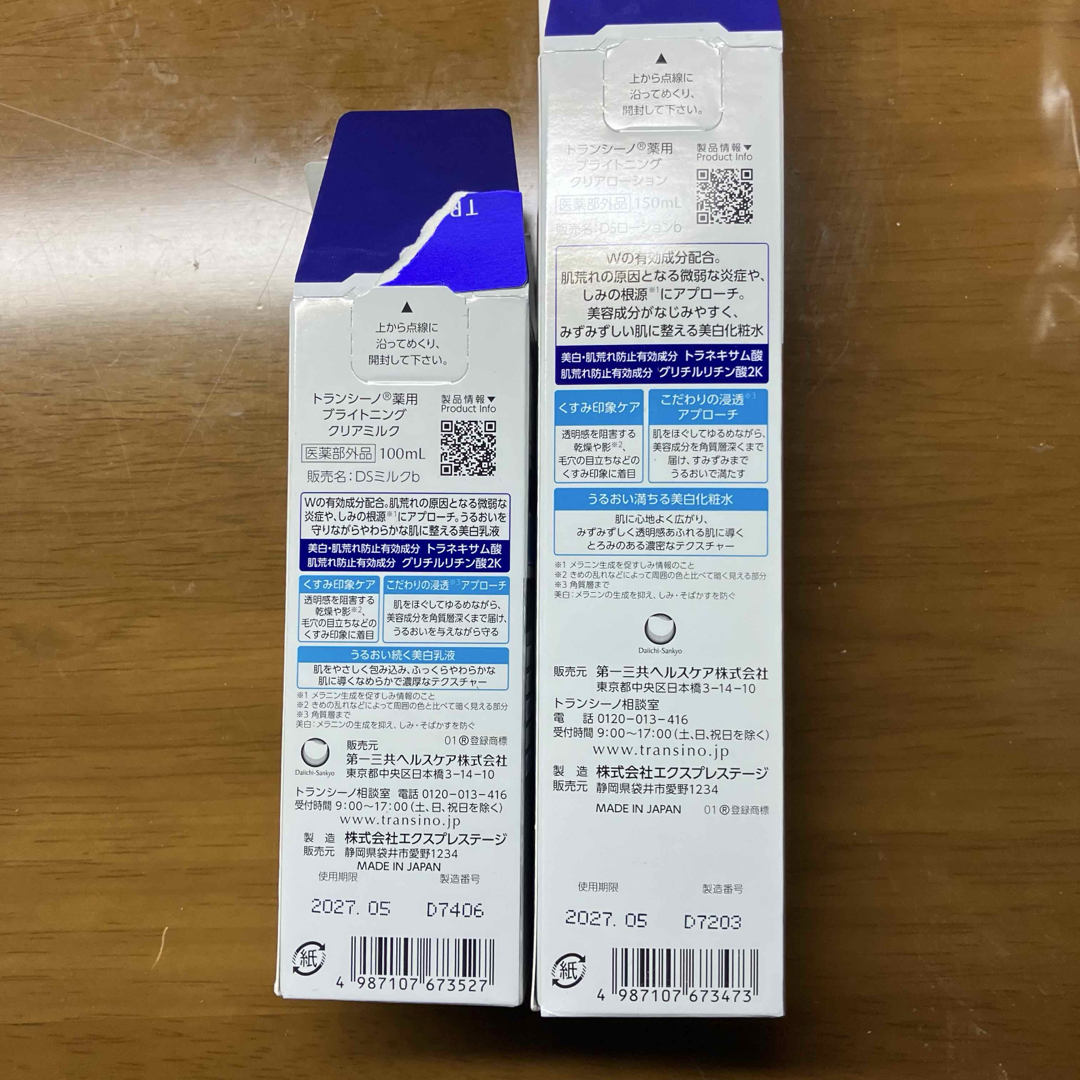 TR
▲
上から点線に
沿ってめくり、
開封して下さい。
トランシーノ®薬用
ブライトニング
クリアミルク
医薬部外品 100mL
販売名:DSミルクb
製品情報▼
Product Info
Wの有効成分配合。肌荒れの原因となる微弱な
炎症や、しみの根源※1にアプローチ。うるおいを
守りながらやわらかな肌に整える美白乳液
美白・肌荒れ防止有効成分 トラネキサム酸
肌荒れ防止有効成分 グリチルリチン酸2K
くすみ印象ケア
透明感を阻害する
乾燥や影※2、
毛穴の目立ちなどの
くすみ印象に着目
こだわりの浸透※3アプローチ
肌をほぐしてゆるめながら、
美容成分を角質層深くまで届け、
うるおいを与えながら守る
うるおい続く美白乳液
肌をやさしく包み込み、ふっくらやわらかな
肌に導くなめらかで濃厚なテクスチャー
※1 メラニン生成を促すしみ情報のこと
※2 きめの乱れなどによって周囲の色と比べて暗く見える部分
※3 角質層まで
美白:メラニンの生成を抑え、しみ・そばかすを防ぐ
01 ®登録商標
Daiichi-Sankyo
販売元
第一三共ヘルスケア株式会社
東京都中央区日本橋3-14-10
トランシーノ相談室 電話 0120-013-416
受付時間 9:00〜17:00(土、日、祝日を除く)
www.transino.jp
製造 株式会社エクスプレステージ
販売元 静岡県袋井市愛野1234
MADE IN JAPAN
使用期限 製造番号
2027.05 D7406
紙
4 987107 673527
▲
上から点線に
沿ってめくり、
開封して下さい。
トランシーノ®薬用
ブライトニング
クリアローション
医薬部外品 150mL
販売名:DSローションb
製品情報▼
Product Info
Wの有効成分配合。
肌荒れの原因となる微弱な炎症や、
しみの根源※1にアプローチ。
美容成分がなじみやすく、
みずみずしい肌に整える美白化粧水
美白・肌荒れ防止有効成分 トラネキサム酸
肌荒れ防止有効成分 グリチルリチン酸2K
くすみ印象ケア
透明感を阻害する
乾燥や影※2、
毛穴の目立ちなどの
くすみ印象に着目
こだわりの浸透※3
アプローチ
肌をほぐしてゆるめながら、
美容成分を角質層深くまで
届け、すみずみまで
うるおいで満たす
うるおい満ちる美白化粧水
肌に心地よく広がり、
みずみずしく透明感あふれる肌に導く
とろみのある濃密なテクスチャー
※1 メラニン生成を促すしみ情報のこと
※2 きめの乱れなどによって周囲の色と比べて暗く見える部分
※3 角質層まで
美白:メラニンの生成を抑え、しみ・そばかすを防ぐ
Daiichi-Sankyo
販売元 第一三共ヘルスケア株式会社
東京都中央区日本橋3-14-10
トランシーノ相談室
電話 0120-013-416
受付時間 9:00〜17:00(土、日、祝日を除く)
www.transino.jp
製造 株式会社エクスプレステージ
販売元 静岡県袋井市愛野1234
MADE IN JAPAN 01 ®登録商標
使用期限 製造番号
2027.05 D7203
紙
4 987107 673473